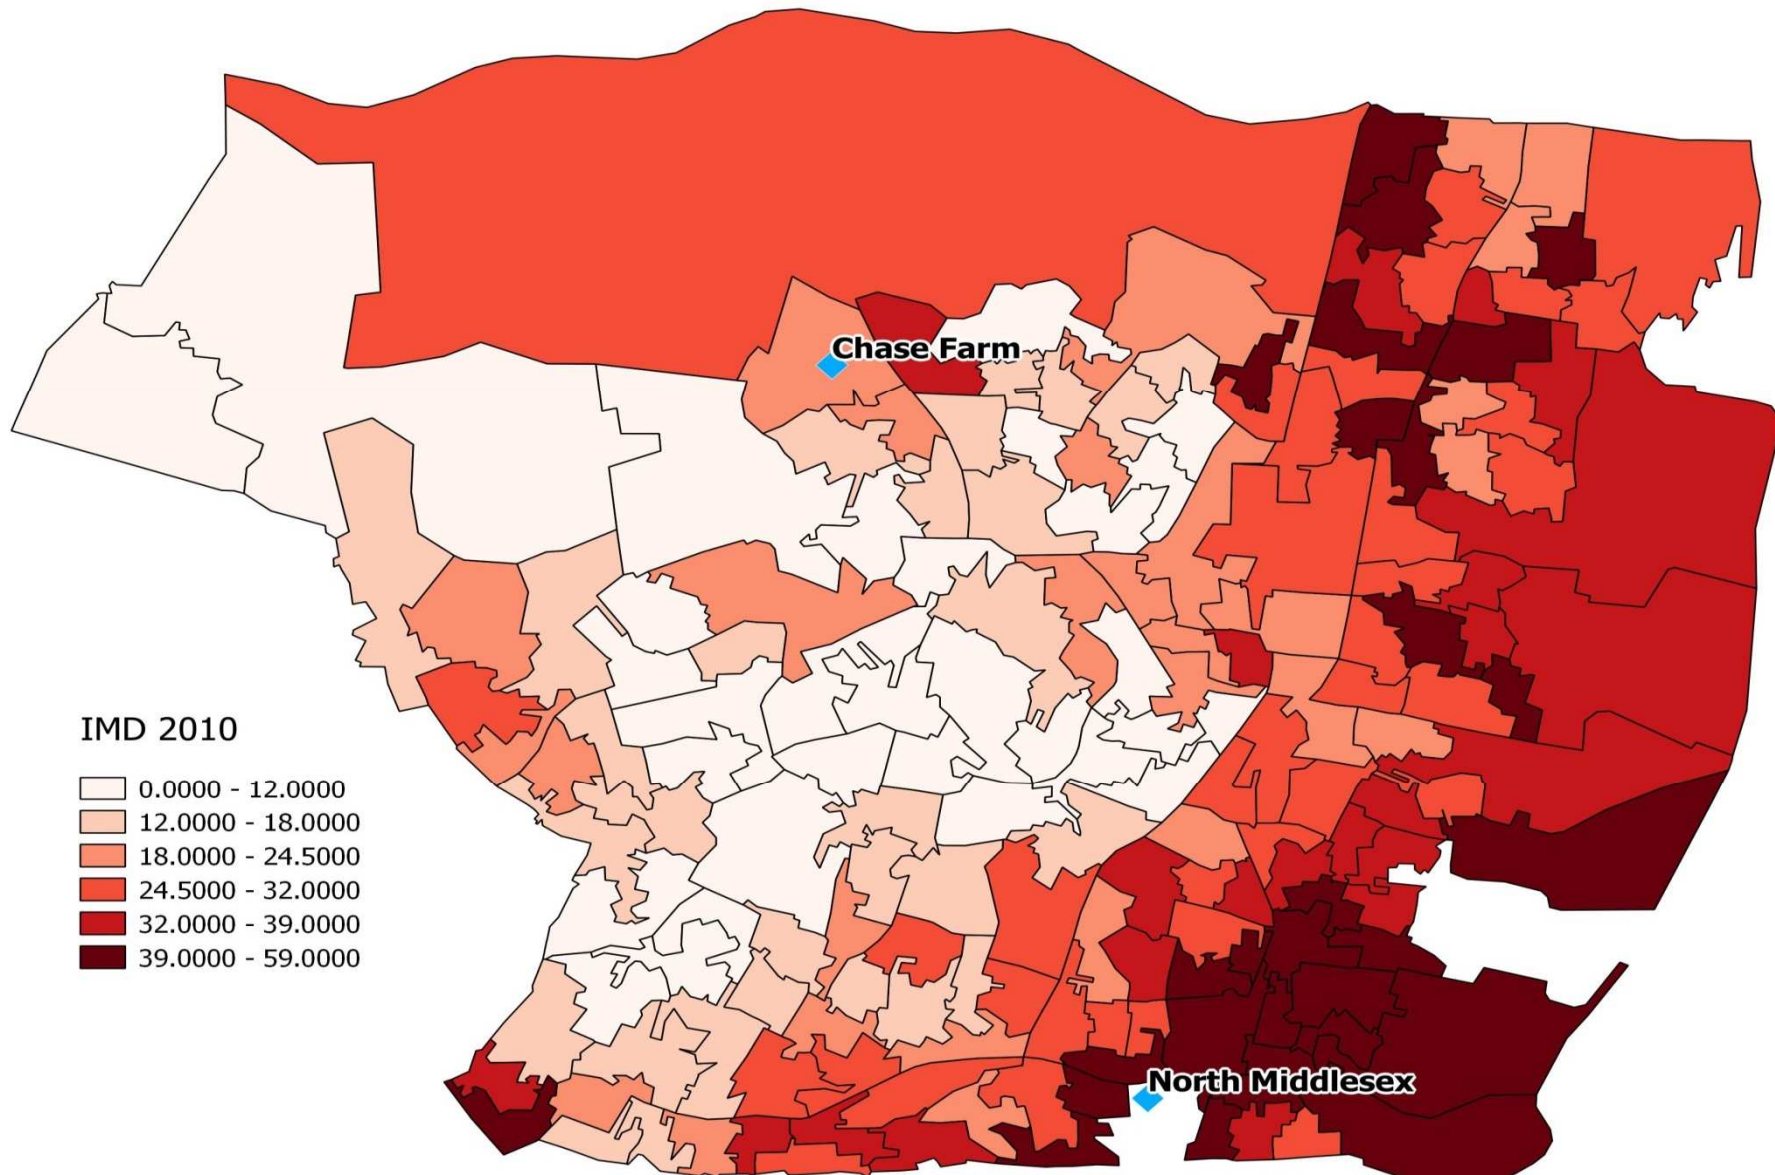 Chase Farm
IMD 2010
0.0000 - 12.0000
12.0000 - 18.0000
18.0000 - 24.5000
24.5000 - 32.0000
32.0000 - 39.0000
39.0000 - 59.0000
North Middlesex